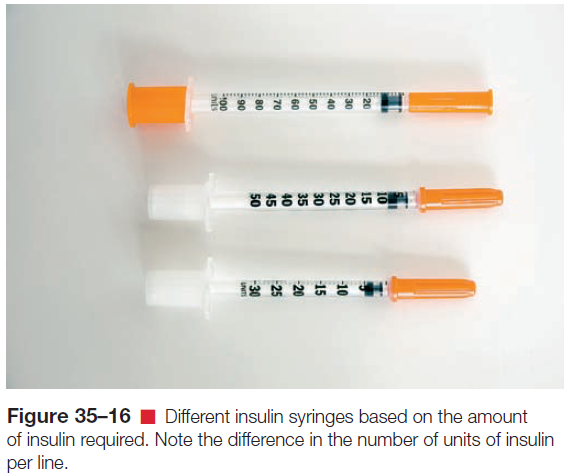 units 100 90 80 70 60 50 40 30 20
50 45 40 35 30 25 20 15 10 5
units 30 25 20 15 10 5
Figure 35–16 ■ Different insulin syringes based on the amount
of insulin required. Note the difference in the number of units of insulin
per line.